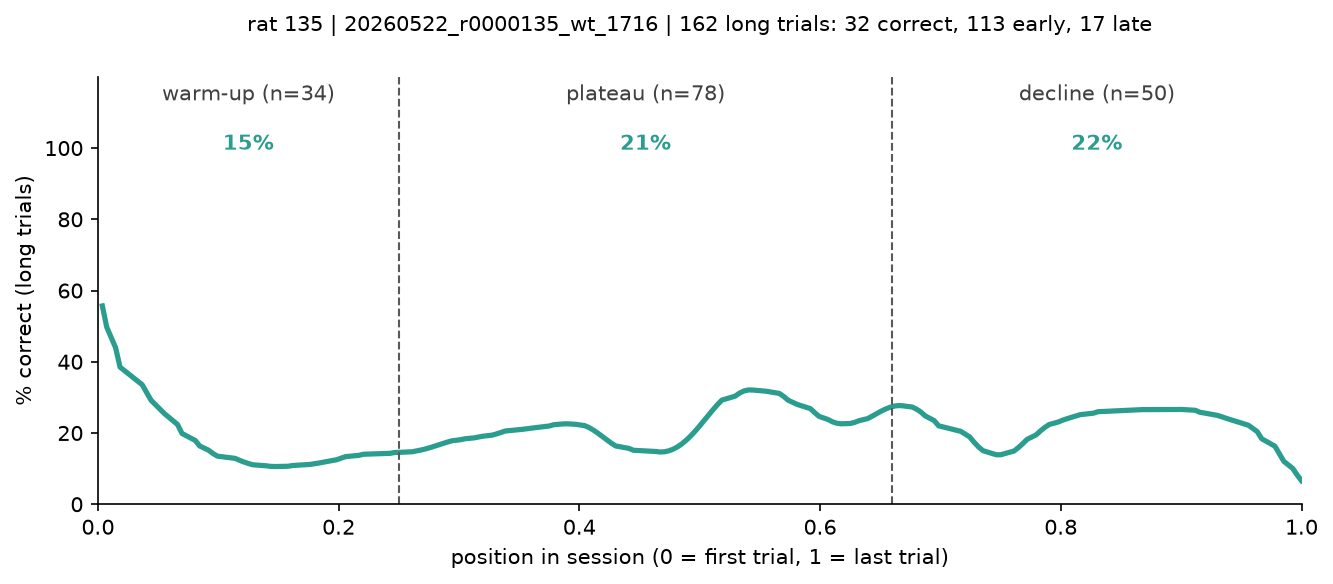 rat 135 | 20260522_r0000135_wt_1716 | 162 long trials: 32 correct, 113 early, 17 late
warm-up (n=34)
plateau (n=78)
decline (n=50)
15%
21%
22%
% correct (long trials)
100
80
60
40
20
0
0.0
0.2
0.4
0.6
0.8
1.0
position in session (0 = first trial, 1 = last trial)